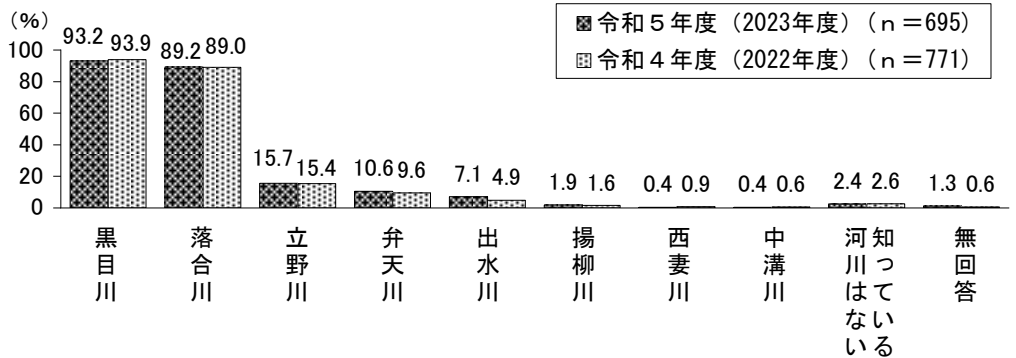 (%)
令和5年度（2023年度）(ｎ＝695)
令和4年度（2022年度）(ｎ＝771)
100
80
60
40
20
0
93.2 93.9
89.2 89.0
15.7 15.4
10.6 9.6
7.1 4.9
1.9 1.6
0.4 0.9
0.4 0.6
2.4 2.6
1.3 0.6
黒目川
落合川
立野川
弁天川
出水川
揚柳川
西妻川
中溝川
知っている
河川はない
無回答